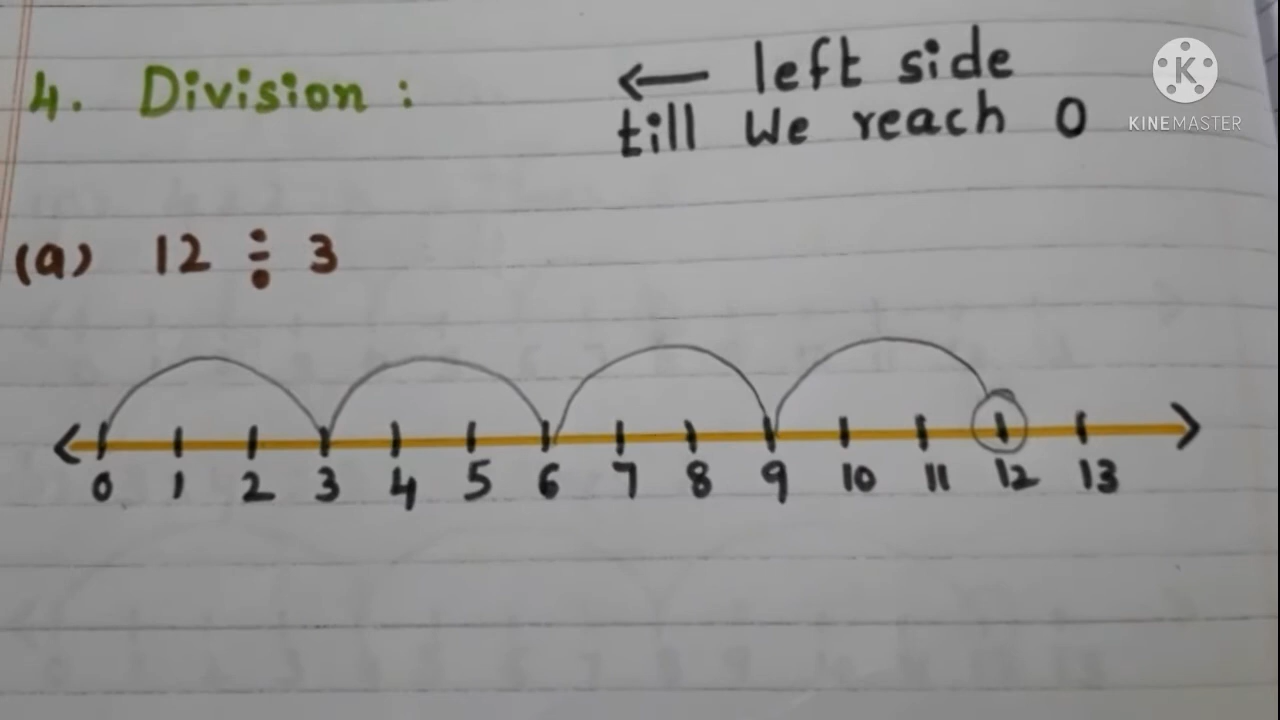 4. Division :
← left side
till We reach 0
K
KINEMASTER
(a) 12 ÷ 3
0 1 2 3 4 5 6 7 8 9 10 11 12 13